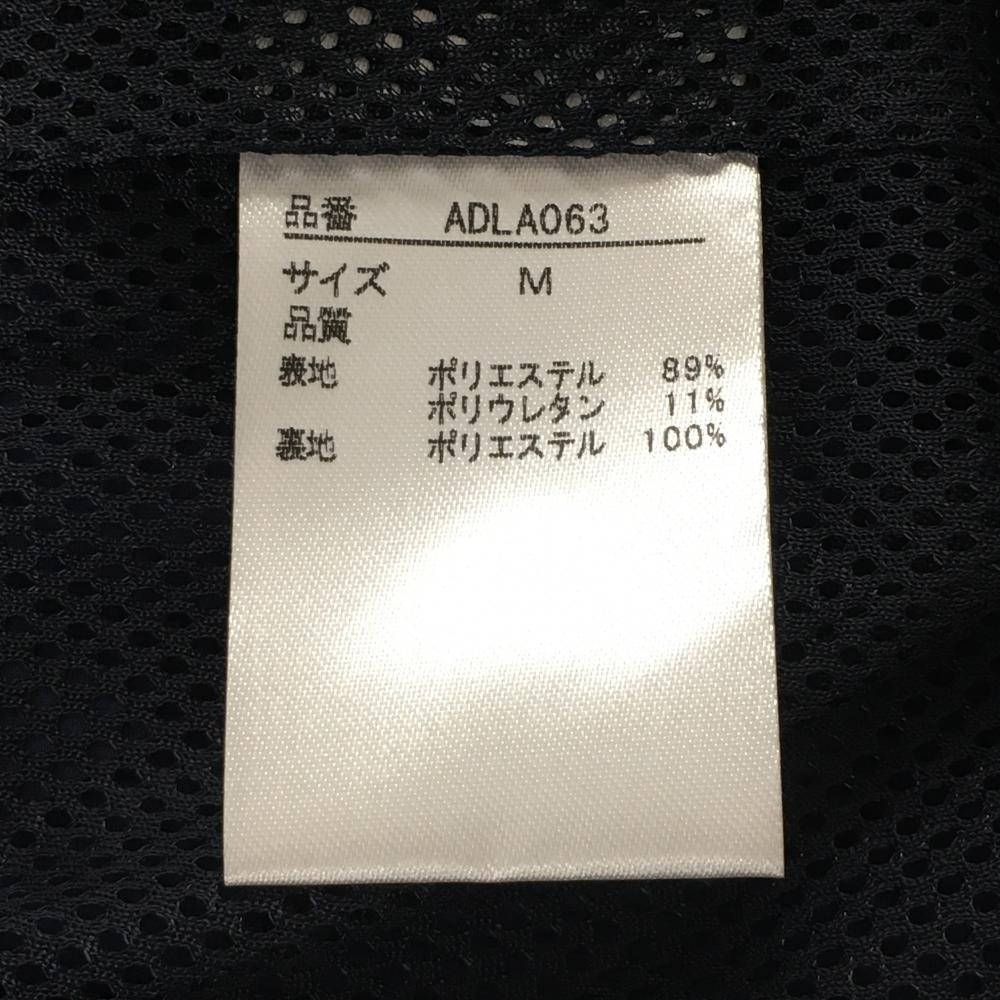 品番 ADLA063
サイズ M
品質
表地 ポリエステル 89%
ポリウレタン 11%
裏地 ポリエステル 100%